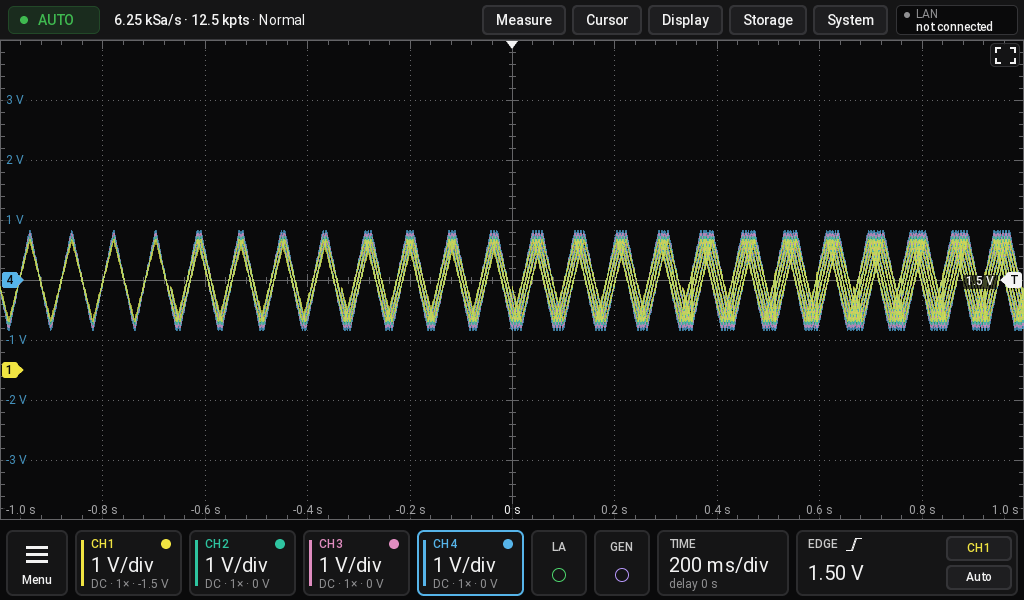 AUTO
6.25 kSa/s · 12.5 kpts · Normal
Measure
Cursor
Display
Storage
System
LAN
not connected
3 V
2 V
1 V
4
1.5 V
T
-1 V
1
-2 V
-3 V
-1.0 s
-0.8 s
-0.6 s
-0.4 s
-0.2 s
0 s
0.2 s
0.4 s
0.6 s
0.8 s
1.0 s
Menu
CH1
1 V/div
DC · 1× · -1.5 V
CH2
1 V/div
DC · 1× · 0 V
CH3
1 V/div
DC · 1× · 0 V
CH4
1 V/div
DC · 1× · 0 V
LA
GEN
TIME
200 ms/div
delay 0 s
EDGE
1.50 V
CH1
Auto